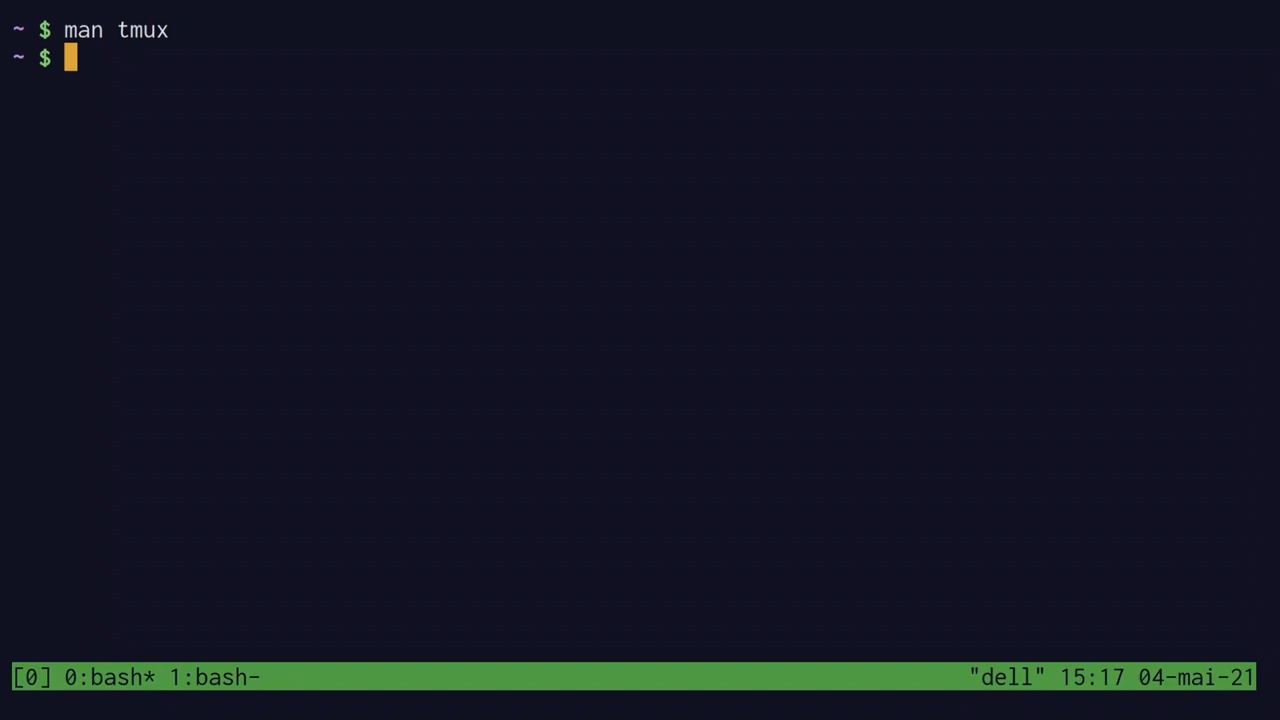 ~ $ man tmux
~ $
[0] 0:bash* 1:bash- "dell" 15:17 04-mai-21